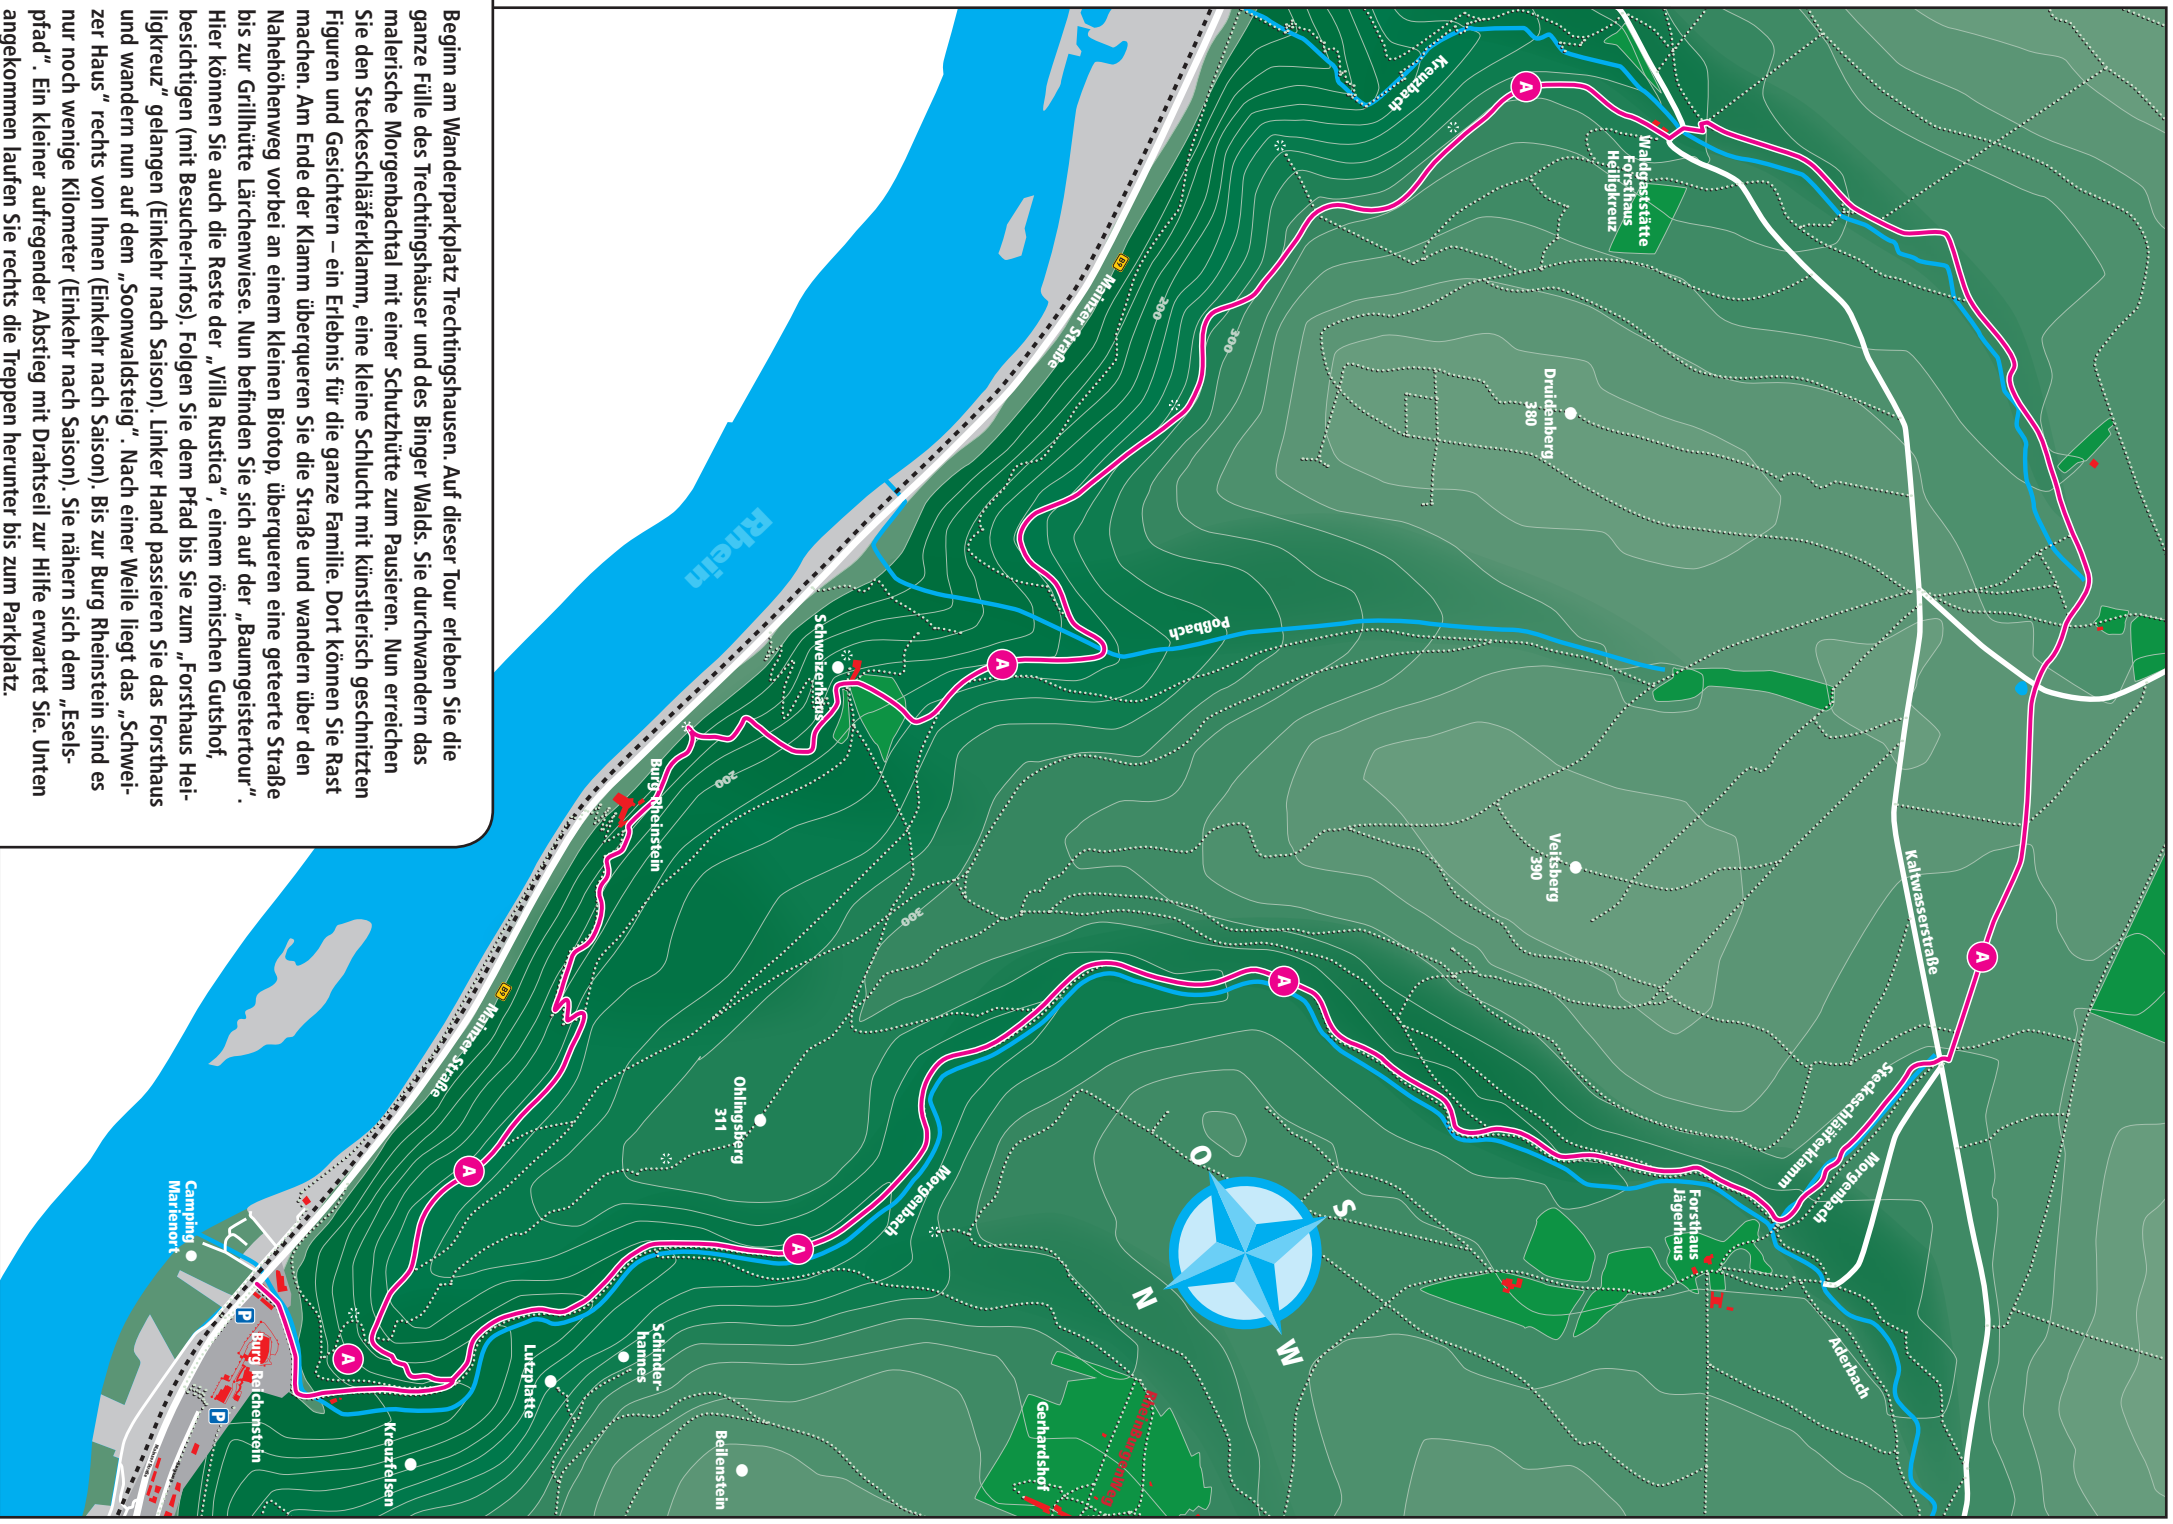 Beginn am Wanderparkplatz Trechtingshausen. Auf dieser Tour erleben Sie die
ganze Fülle des Trechtingshäuser und des Binger Walds. Sie durchwandern das
malerische Morgenbachtal mit einer Schutzhütte zum Pausieren. Nun erreichen
Sie den Steckeschlääferklamm, eine kleine Schlucht mit künstlerisch geschnitzten
Figuren und Gesichtern – ein Erlebnis für die ganze Familie. Dort können Sie Rast
machen. Am Ende der Klamm überqueren Sie die Straße und wandern über den
Nahehöhenweg vorbei an einem kleinen Biotop, überqueren eine geteerte Straße
bis zur Grillhütte Lärchenwiese. Nun befinden Sie sich auf der „Baumgeistertour".
Hier können Sie auch die Reste der „Villa Rustica", einem römischen Gutshof,
besichtigen (mit Besucher-Infos). Folgen Sie dem Pfad bis Sie zum „Forsthaus Hei-
ligkreuz" gelangen (Einkehr nach Saison). Linker Hand passieren Sie das Forsthaus
und wandern nun auf dem „Soonwaldsteig". Nach einer Weile liegt das „Schwei-
zer Haus" rechts von Ihnen (Einkehr nach Saison). Bis zur Burg Rheinstein sind es
nur noch wenige Kilometer (Einkehr nach Saison). Sie nähern sich dem „Esels-
pfad". Ein kleiner aufregender Abstieg mit Drahtseil zur Hilfe erwartet Sie. Unten
angekommen laufen Sie rechts die Treppen herunter bis zum Parkplatz.
Kreuzbach
A
Waldgaststätte
Forsthaus
Heiligkreuz
B9
Mainzer Straße
200
300
Druidenberg
380
Rhein
Poßbach
A
Schweizerhaus
Burg Rheinstein
200
Veitsberg
390
Kaltwasserstraße
A
300
A
B9
Mainzer Straße
Ohlingsberg
311
Steckeschlääferklamm
Morgenbach
Morgenbach
Forsthaus
Jägerhaus
O
S
N
W
A
A
Camping
Marienort
P
Burg Reichenstein
P
A
Schinder-
hannes
Lutzplatte
Kreuzfelsen
Beilenstein
Gerhardshof
RheinBurgenWeg
Aderbach